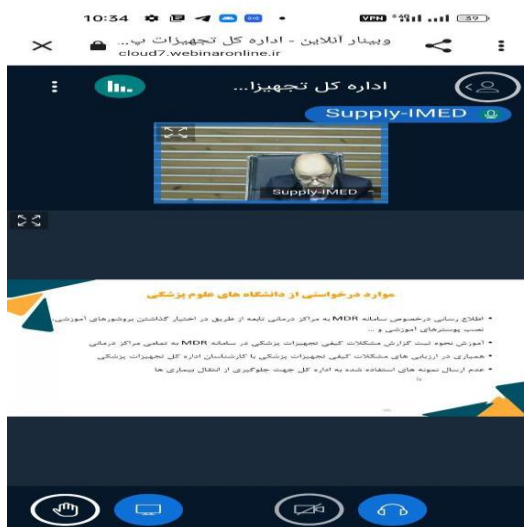 10:34
VPN
39
وبینار آنلاین - اداره کل تجهیزات پ...
cloud7.webinaronline.ir
اداره کل تجهیزا...
Supply-IMED
Supply-IMED
موارد درخواستی از دانشگاه های علوم پزشکی
• اطلاع رسانی درخصوص سامانه MDR به مراکز درمانی تابعه از طریق در اختیار گذاشتن بروشورهای آموزشی،
نصب پوسترهای آموزشی و ...
• آموزش نحوه ثبت گزارش مشکلات کیفی تجهیزات پزشکی در سامانه MDR به تمامی مراکز درمانی
• همیاری در ارزیابی های مشکلات کیفی تجهیزات پزشکی با کارشناسان اداره کل تجهیزات پزشکی
• عدم ارسال نمونه های استفاده شده به اداره کل جهت جلوگیری از انتقال بیماری ها